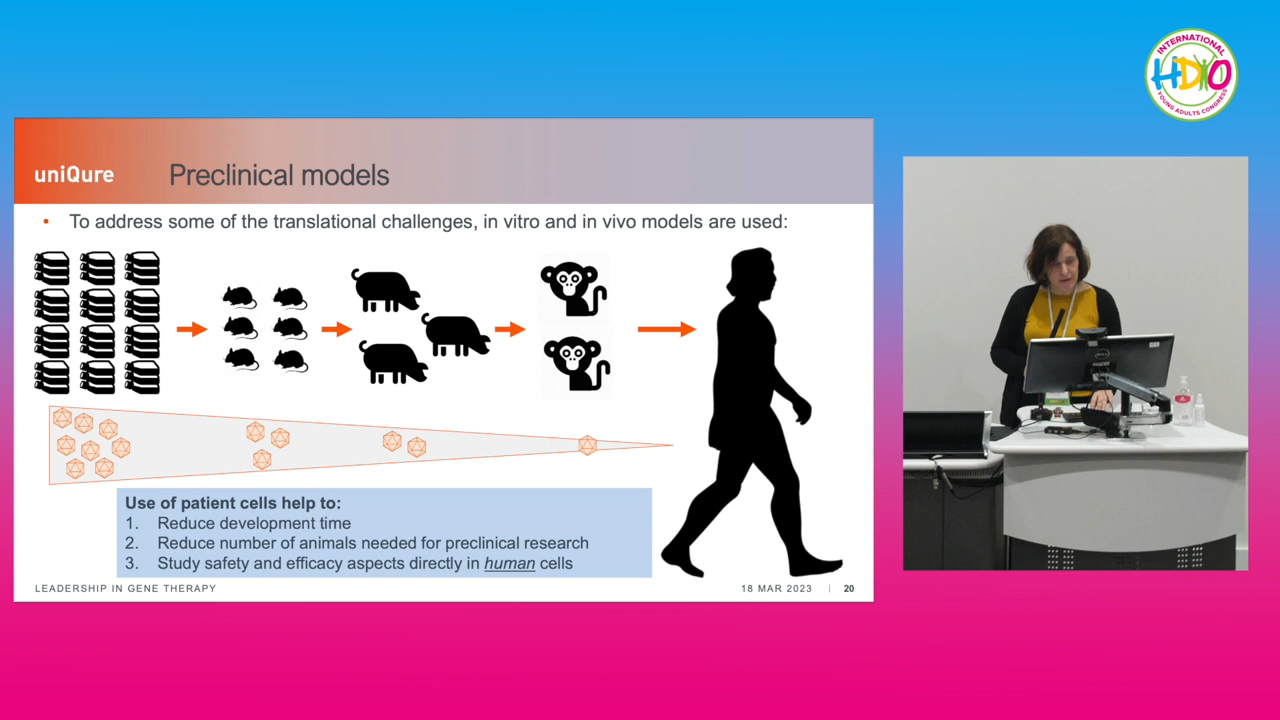 INTERNATIONAL
HDYO
YOUNG ADULTS CONGRESS
uniQure
Preclinical models
• To address some of the translational challenges, in vitro and in vivo models are used:
Use of patient cells help to:
1. Reduce development time
2. Reduce number of animals needed for preclinical research
3. Study safety and efficacy aspects directly in human cells
LEADERSHIP IN GENE THERAPY
18 MAR 2023 | 20